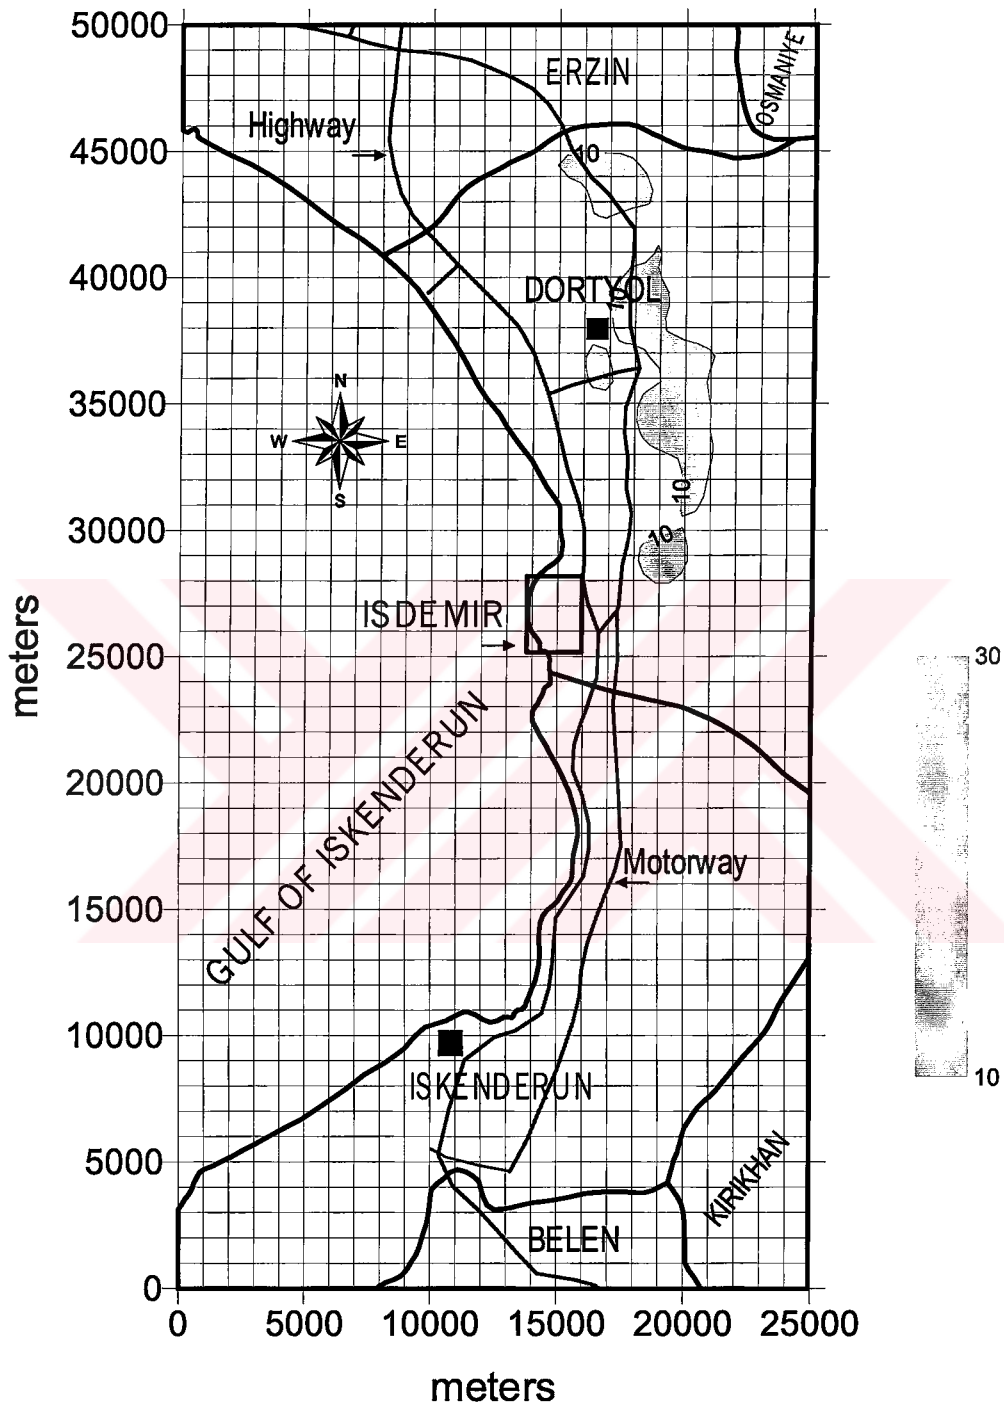 50000
ERZIN
OSMANIYE
Highway
45000
10
40000
DORTYOL
10
N
35000
W
E
S
10
30000
10
ISDEMIR
25000
30
meters
GULF OF ISKENDERUN
20000
Motorway
15000
10000
ISKENDERUN
10
5000
KIRIKHAN
BELEN
0
0
5000
10000
15000
20000
25000
meters